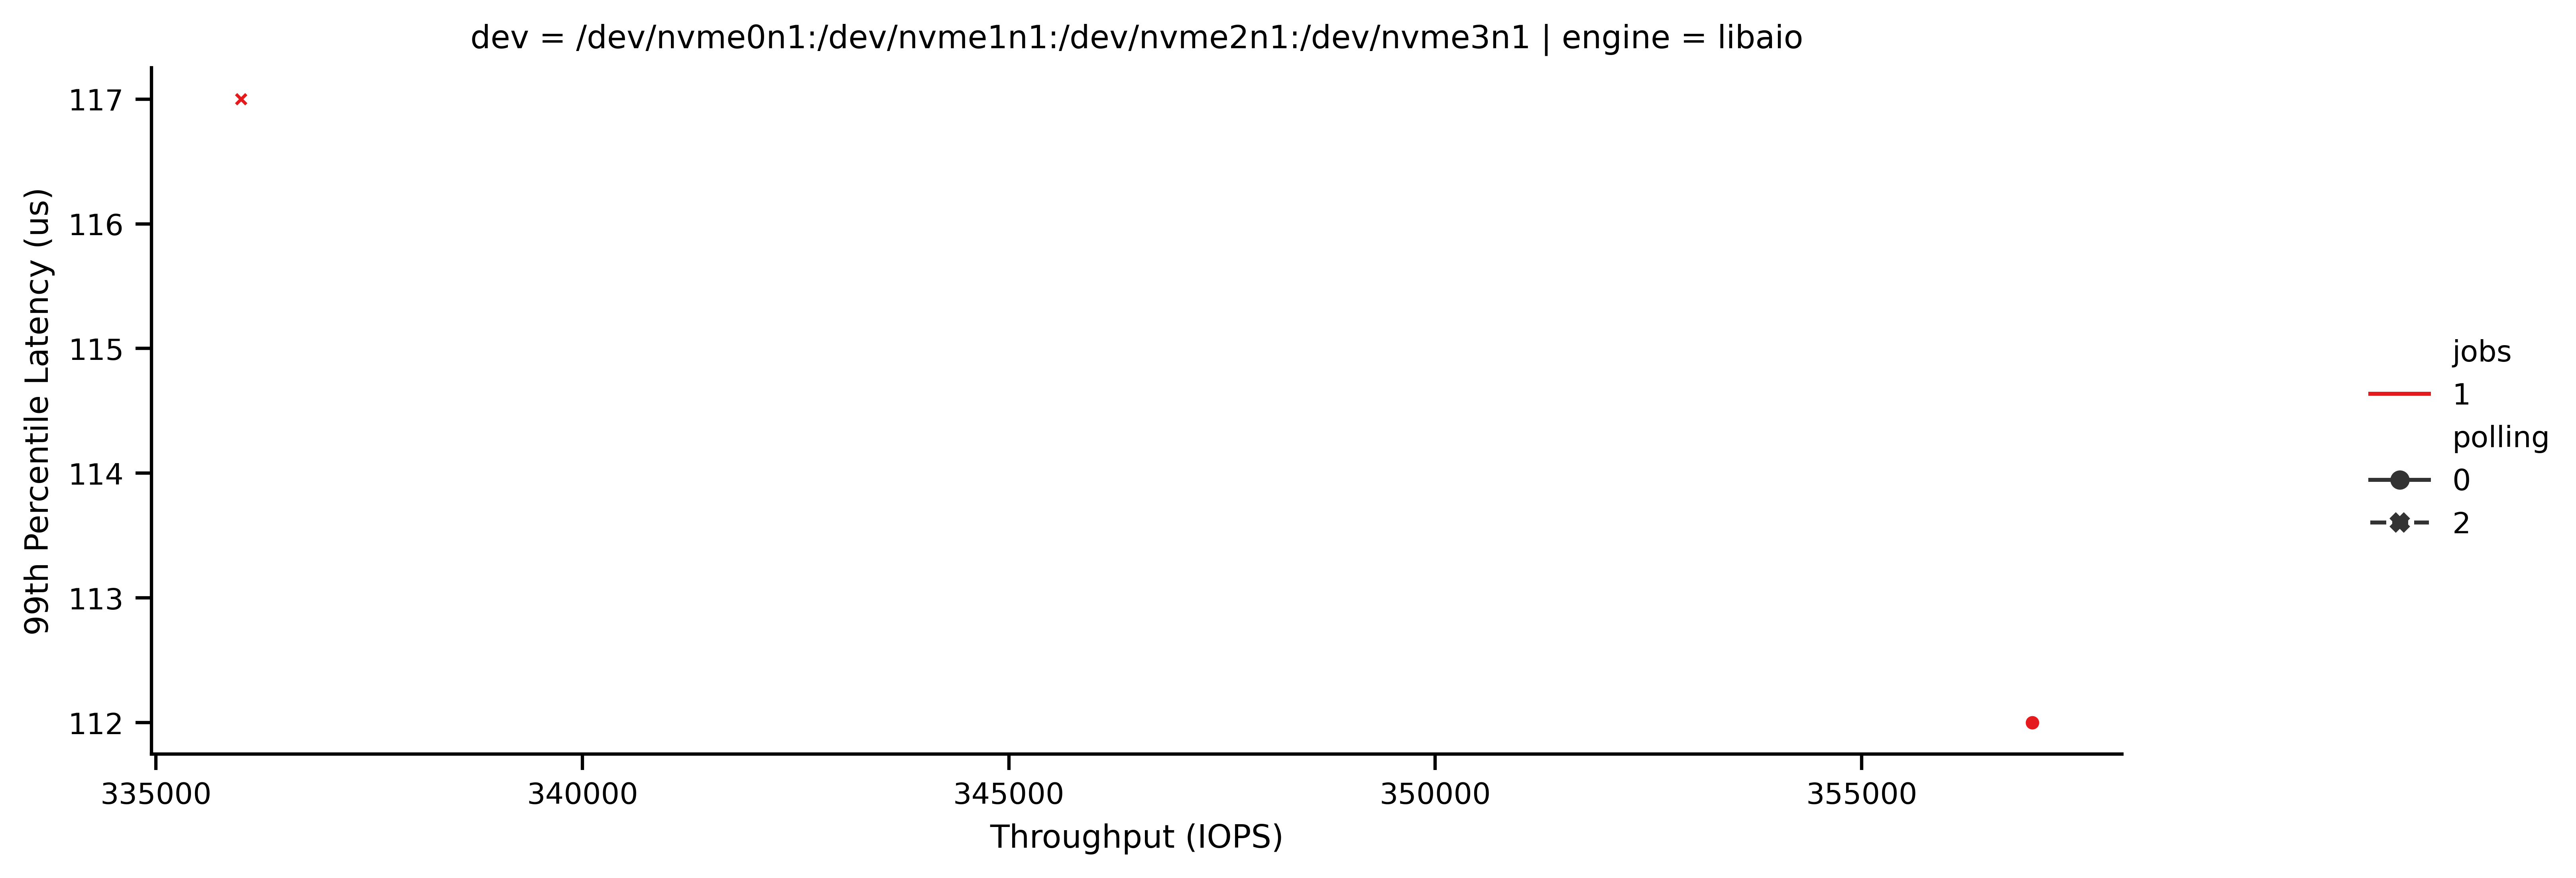 dev = /dev/nvme0n1:/dev/nvme1n1:/dev/nvme2n1:/dev/nvme3n1 | engine = libaio
99th Percentile Latency (us)
117
116
115
114
113
112
335000
340000
345000
350000
355000
Throughput (IOPS)
jobs
1
polling
0
2